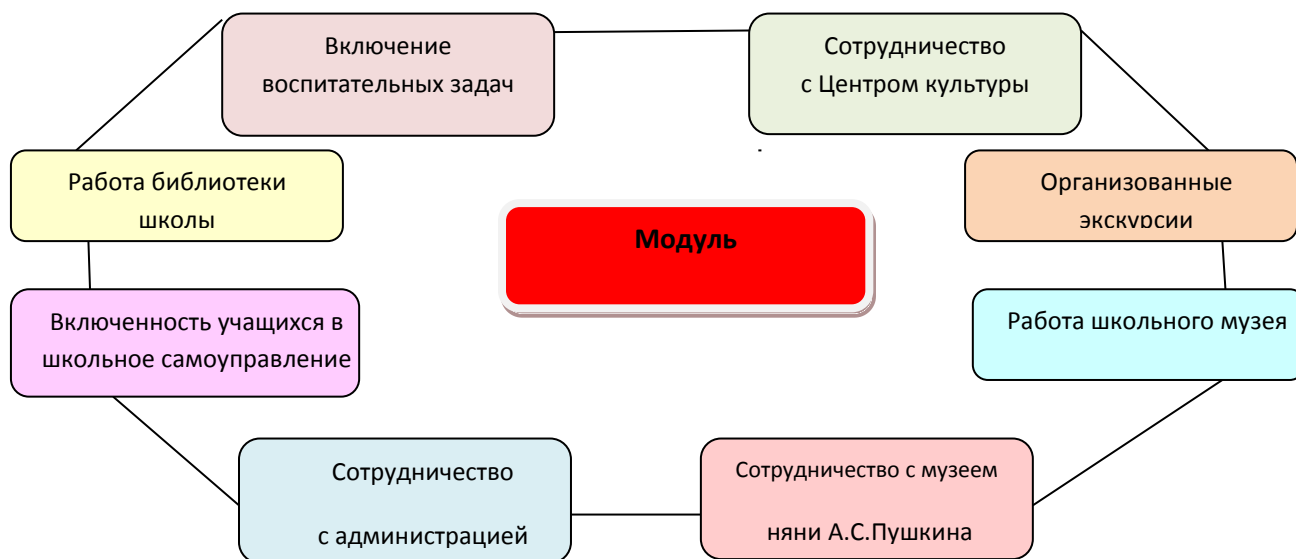 Включение
воспитательных задач
Сотрудничество
с Центром культуры
Работа библиотеки
школы
Организованные
экскурсии
Модуль
Включенность учащихся в
школьное самоуправление
Работа школьного музея
Сотрудничество
с администрацией
Сотрудничество с музеем
няни А.С.Пушкина